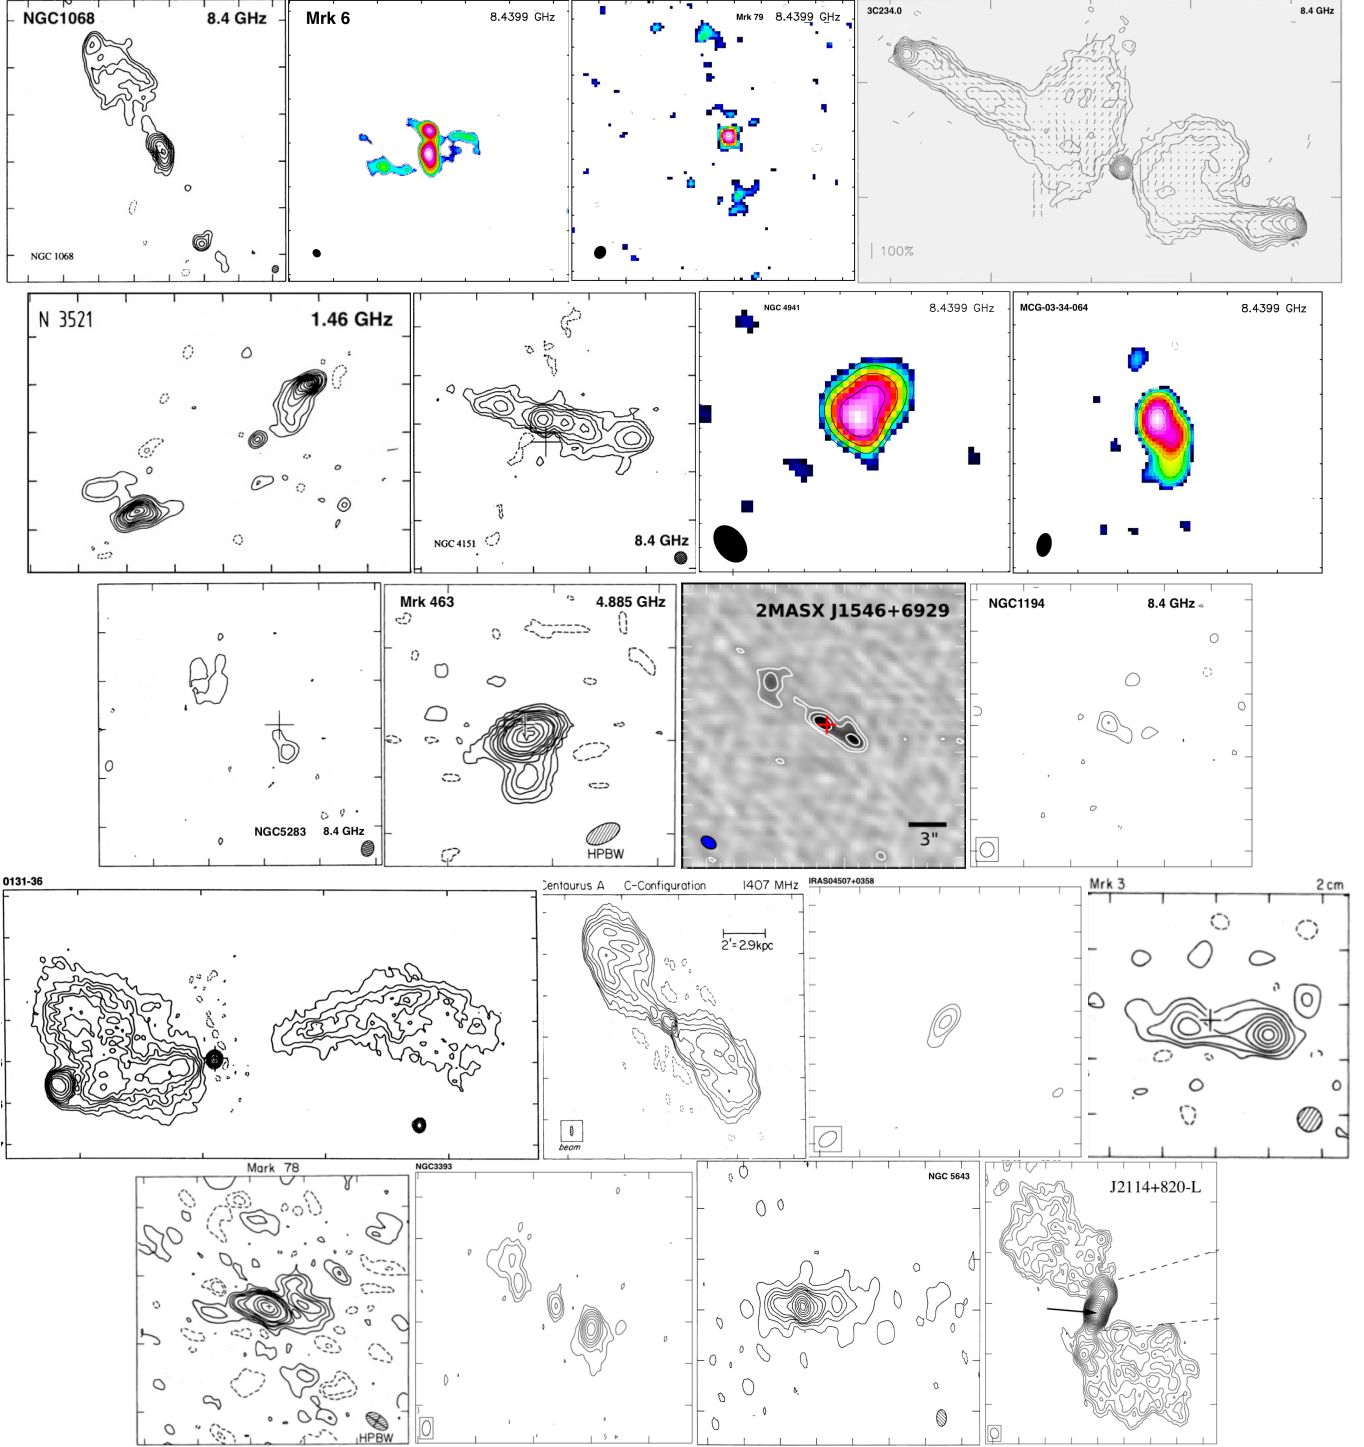 NGC1068 8.4 GHz
NGC 1068
Mrk 6 8.4399 GHz
Mrk 79 8.4399 GHz
3C234.0 8.4 GHz
100%
N 3521 1.46 GHz
NGC 4151 8.4 GHz
NGC 4941 8.4399 GHz
MCG-03-34-064 8.4399 GHz
NGC5283 8.4 GHz
Mrk 463 4.885 GHz
HPBW
2MASX J1546+6929
3"
NGC1194 8.4 GHz
0131-36
Centaurus A C-Configuration 1407 MHz
2'=2.9kpc
beam
IRAS04507+0358
Mrk 3 2 cm
Mark 78
HPBW
NGC3393
NGC 5643
J2114+820-L